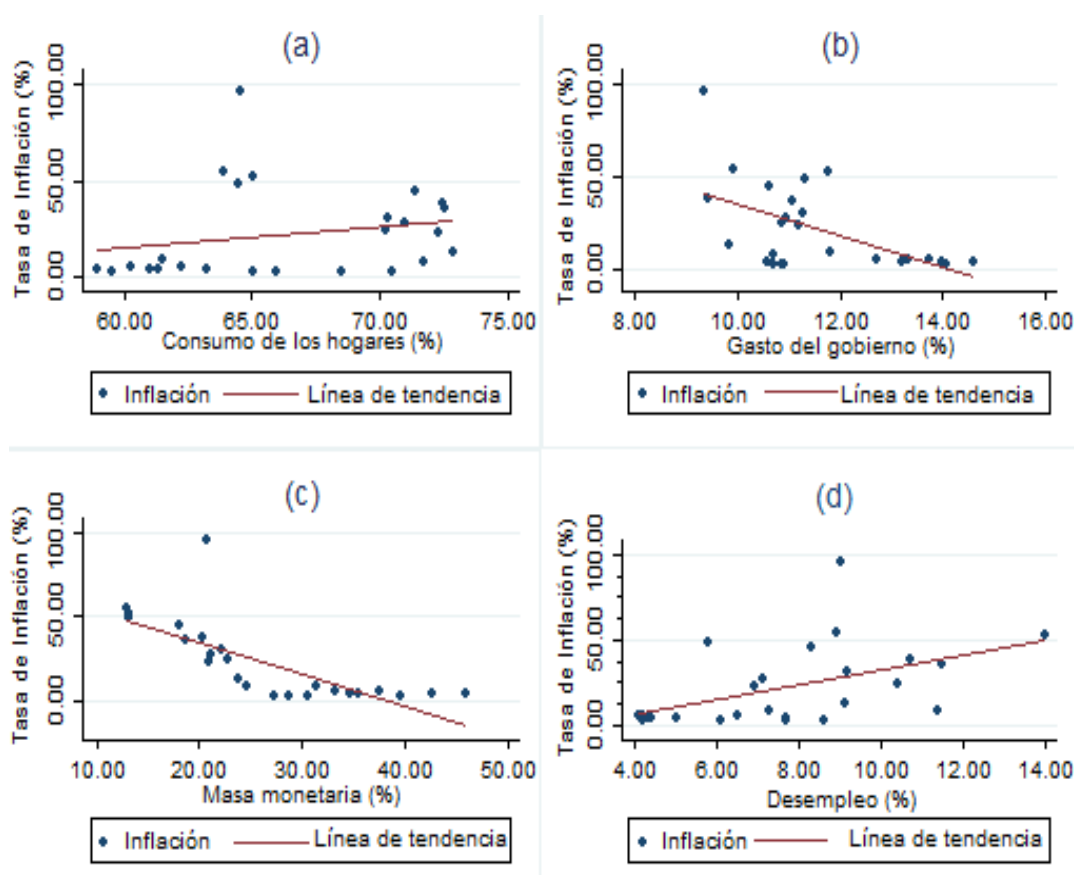 (a)
Tasa de Inflación (%)
100.00
50.00
0.00
60.00 65.00 70.00 75.00
Consumo de los hogares (%)
Inflación Línea de tendencia
(b)
Tasa de Inflación (%)
100.00
50.00
0.00
8.00 10.00 12.00 14.00 16.00
Gasto del gobierno (%)
Inflación Línea de tendencia
(c)
Tasa de Inflación (%)
100.00
50.00
0.00
10.00 20.00 30.00 40.00 50.00
Masa monetaria (%)
Inflación Línea de tendencia
(d)
Tasa de Inflación (%)
100.00
50.00
0.00
4.00 6.00 8.00 10.00 12.00 14.00
Desempleo (%)
Inflación Línea de tendencia